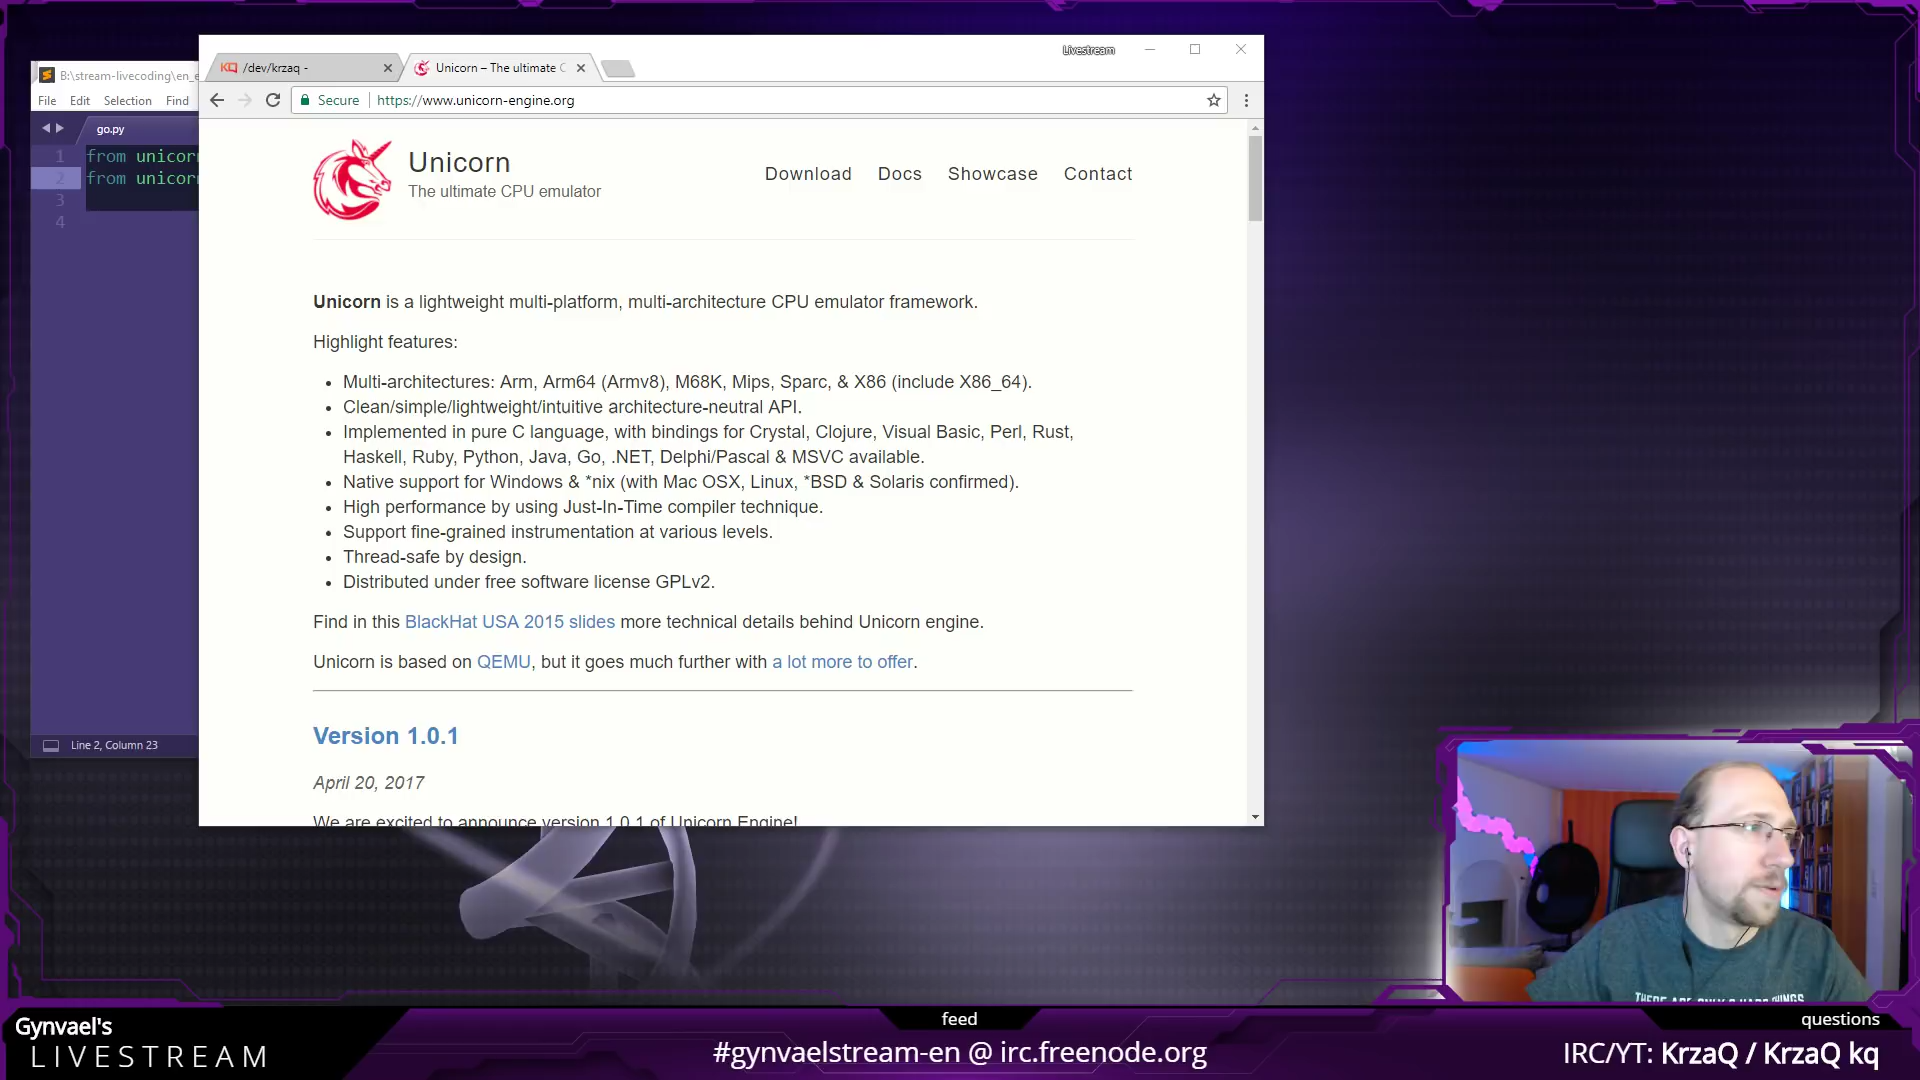 Livestream
/dev/krzaq -
Unicorn – The ultimate C
B:\stream-livecoding\en_e
File Edit Selection Find
Secure https://www.unicorn-engine.org
go.py
1 from unicorn
2 from unicorn
3
4
Unicorn
The ultimate CPU emulator
Download Docs Showcase Contact
Unicorn is a lightweight multi-platform, multi-architecture CPU emulator framework.
Highlight features:
• Multi-architectures: Arm, Arm64 (Armv8), M68K, Mips, Sparc, & X86 (include X86_64).
• Clean/simple/lightweight/intuitive architecture-neutral API.
• Implemented in pure C language, with bindings for Crystal, Clojure, Visual Basic, Perl, Rust,
Haskell, Ruby, Python, Java, Go, .NET, Delphi/Pascal & MSVC available.
• Native support for Windows & *nix (with Mac OSX, Linux, *BSD & Solaris confirmed).
• High performance by using Just-In-Time compiler technique.
• Support fine-grained instrumentation at various levels.
• Thread-safe by design.
• Distributed under free software license GPLv2.
Find in this BlackHat USA 2015 slides more technical details behind Unicorn engine.
Unicorn is based on QEMU, but it goes much further with a lot more to offer.
Version 1.0.1
April 20, 2017
We are excited to announce version 1.0.1 of Unicorn Engine!
Line 2, Column 23
THERE ARE ONLY 2 HARD THINGS
Gynvael's
LIVESTREAM
feed
#gynvaelstream-en @ irc.freenode.org
questions
IRC/YT: KrzaQ / KrzaQ kq